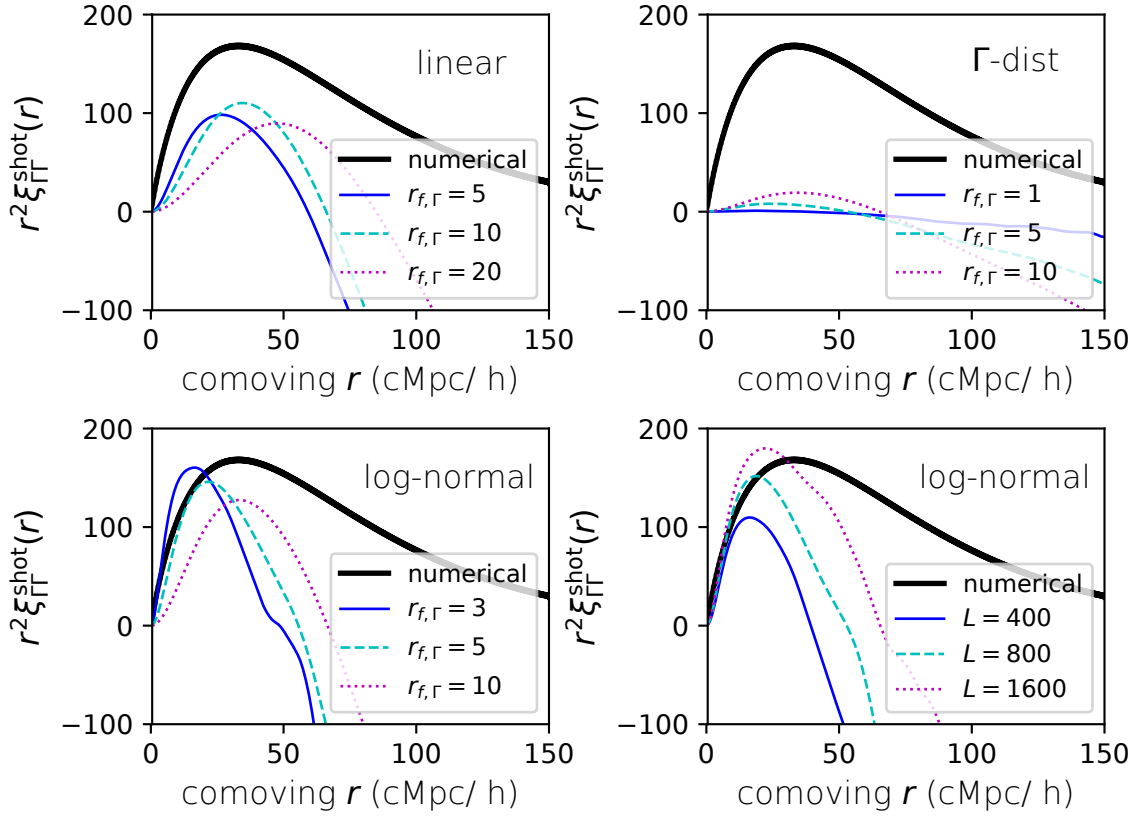 200
100
0
−100
r²ξ_ΓΓ^shot(r)
linear
numerical
r_f,Γ = 5
r_f,Γ = 10
r_f,Γ = 20
0 50 100 150
comoving r (cMpc/ h)
200
100
0
−100
r²ξ_ΓΓ^shot(r)
Γ-dist
numerical
r_f,Γ = 1
r_f,Γ = 5
r_f,Γ = 10
0 50 100 150
comoving r (cMpc/ h)
200
100
0
−100
r²ξ_ΓΓ^shot(r)
log-normal
numerical
r_f,Γ = 3
r_f,Γ = 5
r_f,Γ = 10
0 50 100 150
comoving r (cMpc/ h)
200
100
0
−100
r²ξ_ΓΓ^shot(r)
log-normal
numerical
L = 400
L = 800
L = 1600
0 50 100 150
comoving r (cMpc/ h)